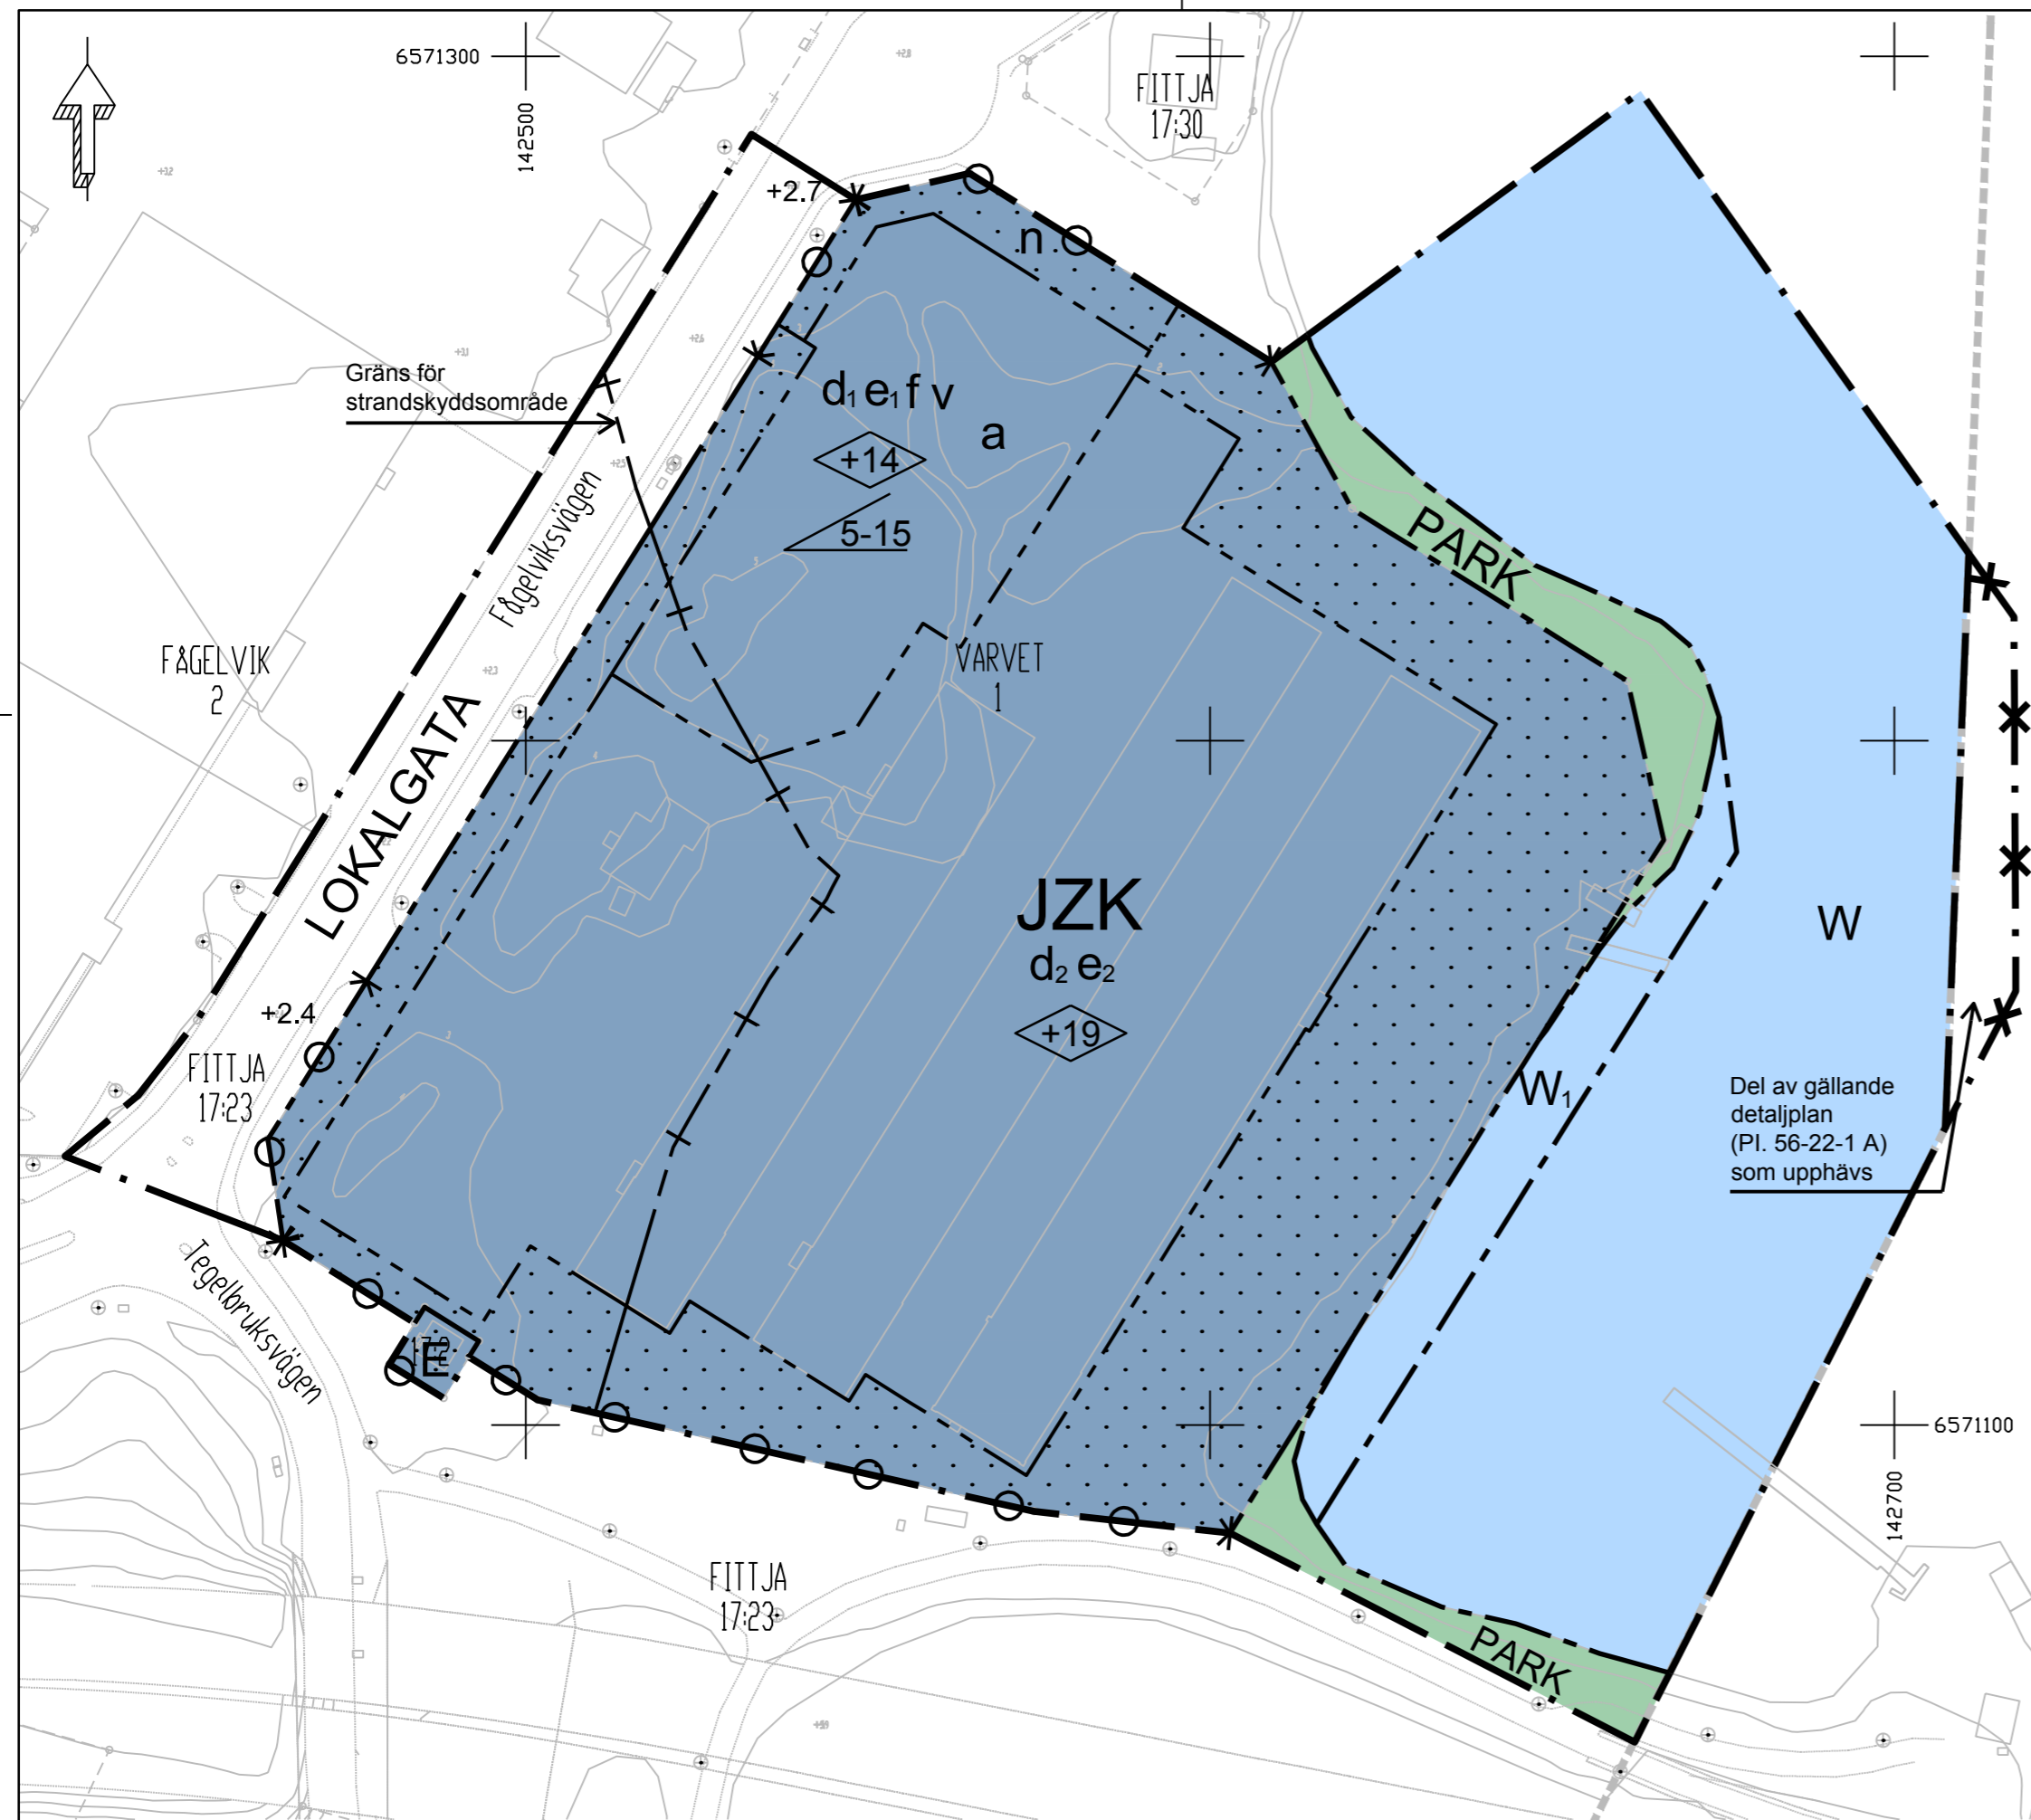 6571300
142500
FITTJA
17:30
+2.7
n
Gräns för
strandskyddsområde
d1 e1 f v
a
+14
5-15
PARK
Fågelviksvägen
FÅGELVIK
2
VARVET
1
LOKALGATA
JZK
d2 e2
+19
W
+2.4
FITTJA
17:23
W1
Del av gällande
detaljplan
(Pl. 56-22-1 A)
som upphävs
Tegelbruksvägen
E
6571100
142700
FITTJA
17:23
PARK